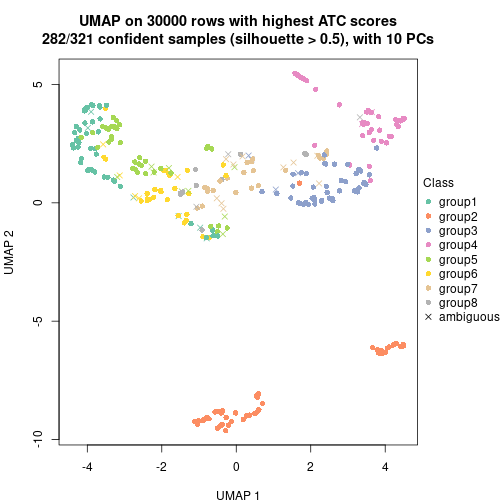 UMAP on 30000 rows with highest ATC scores
282/321 confident samples (silhouette > 0.5), with 10 PCs
5
0
-5
-10
UMAP 2
-4
-2
0
2
4
UMAP 1
Class
group1
group2
group3
group4
group5
group6
group7
group8
ambiguous